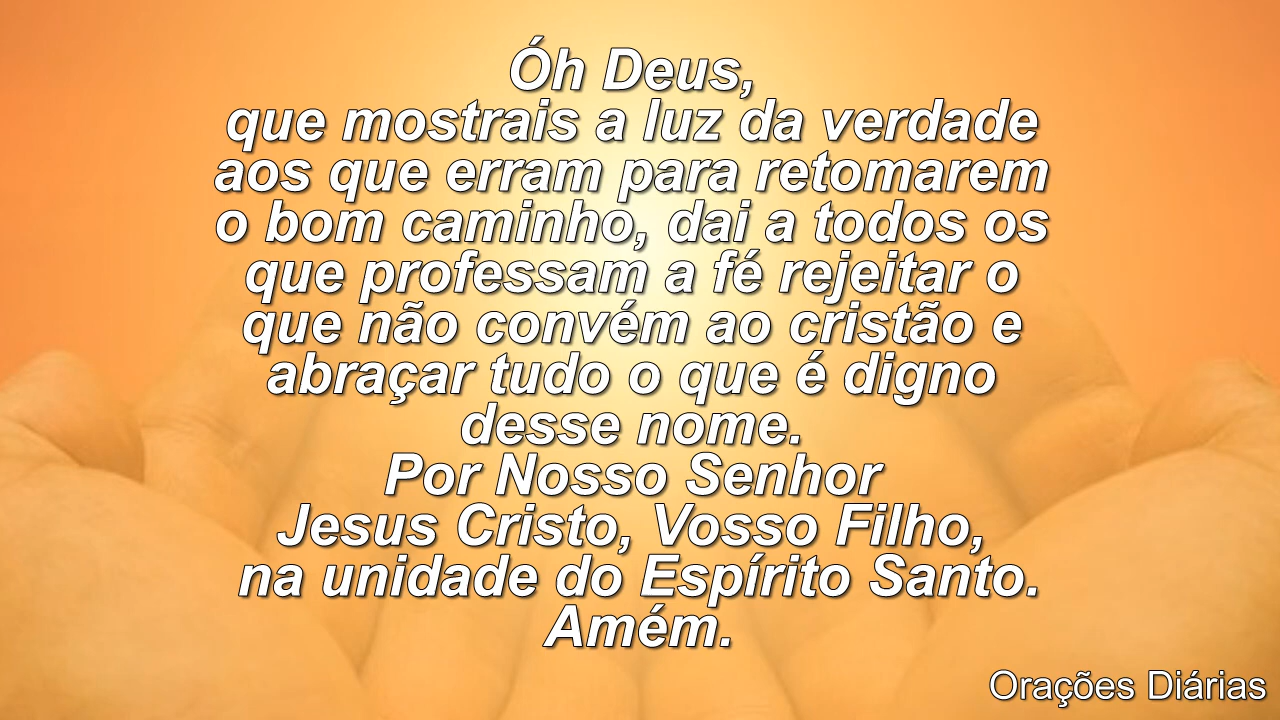 Óh Deus,
que mostrais a luz da verdade
aos que erram para retomarem
o bom caminho, dai a todos os
que professam a fé rejeitar o
que não convém ao cristão e
abraçar tudo o que é digno
desse nome.
Por Nosso Senhor
Jesus Cristo, Vosso Filho,
na unidade do Espírito Santo.
Amém.
Orações Diárias